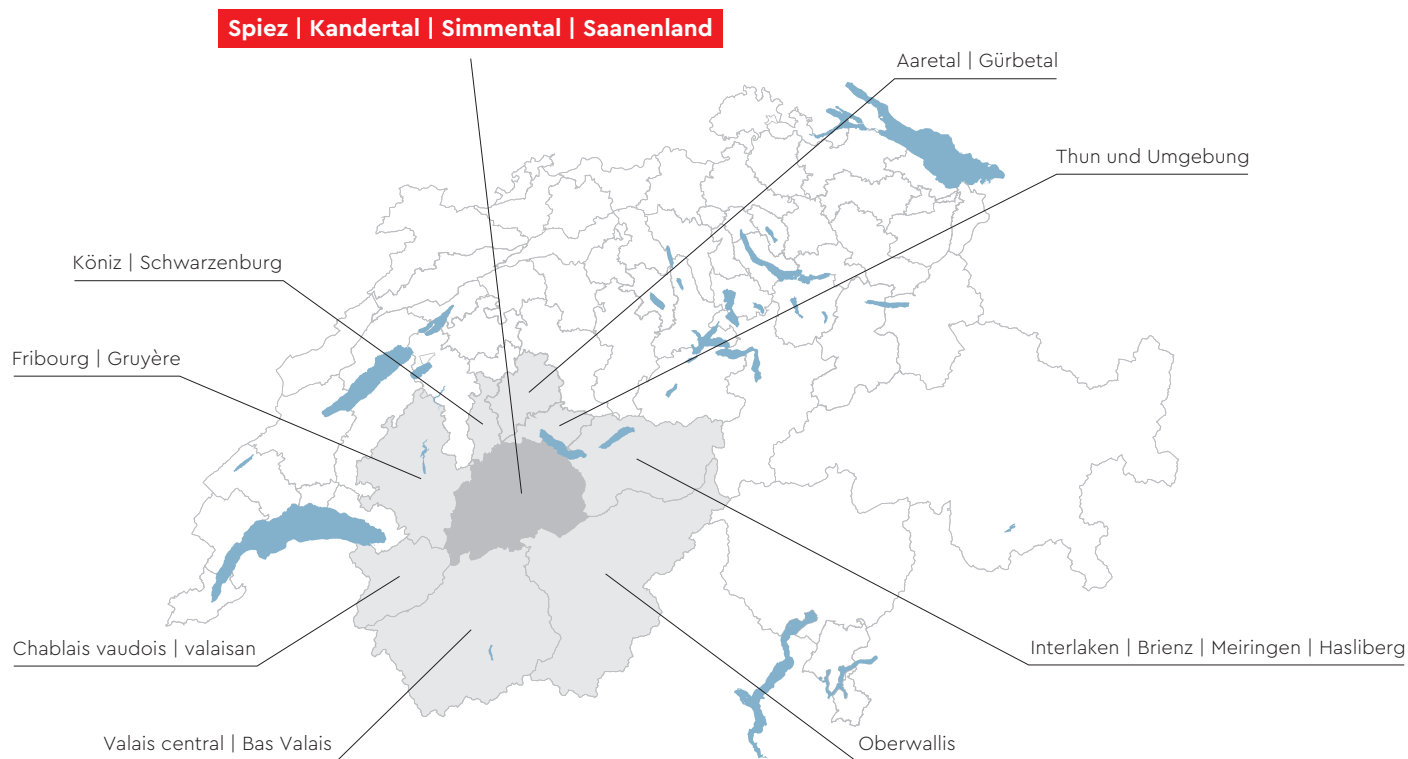 Spiez | Kandertal | Simmental | Saanenland
Aaretal | Gürbetal
Thun und Umgebung
Köniz | Schwarzenburg
Fribourg | Gruyère
Chablais vaudois | valaisan
Interlaken | Brienz | Meiringen | Hasliberg
Valais central | Bas Valais
Oberwallis